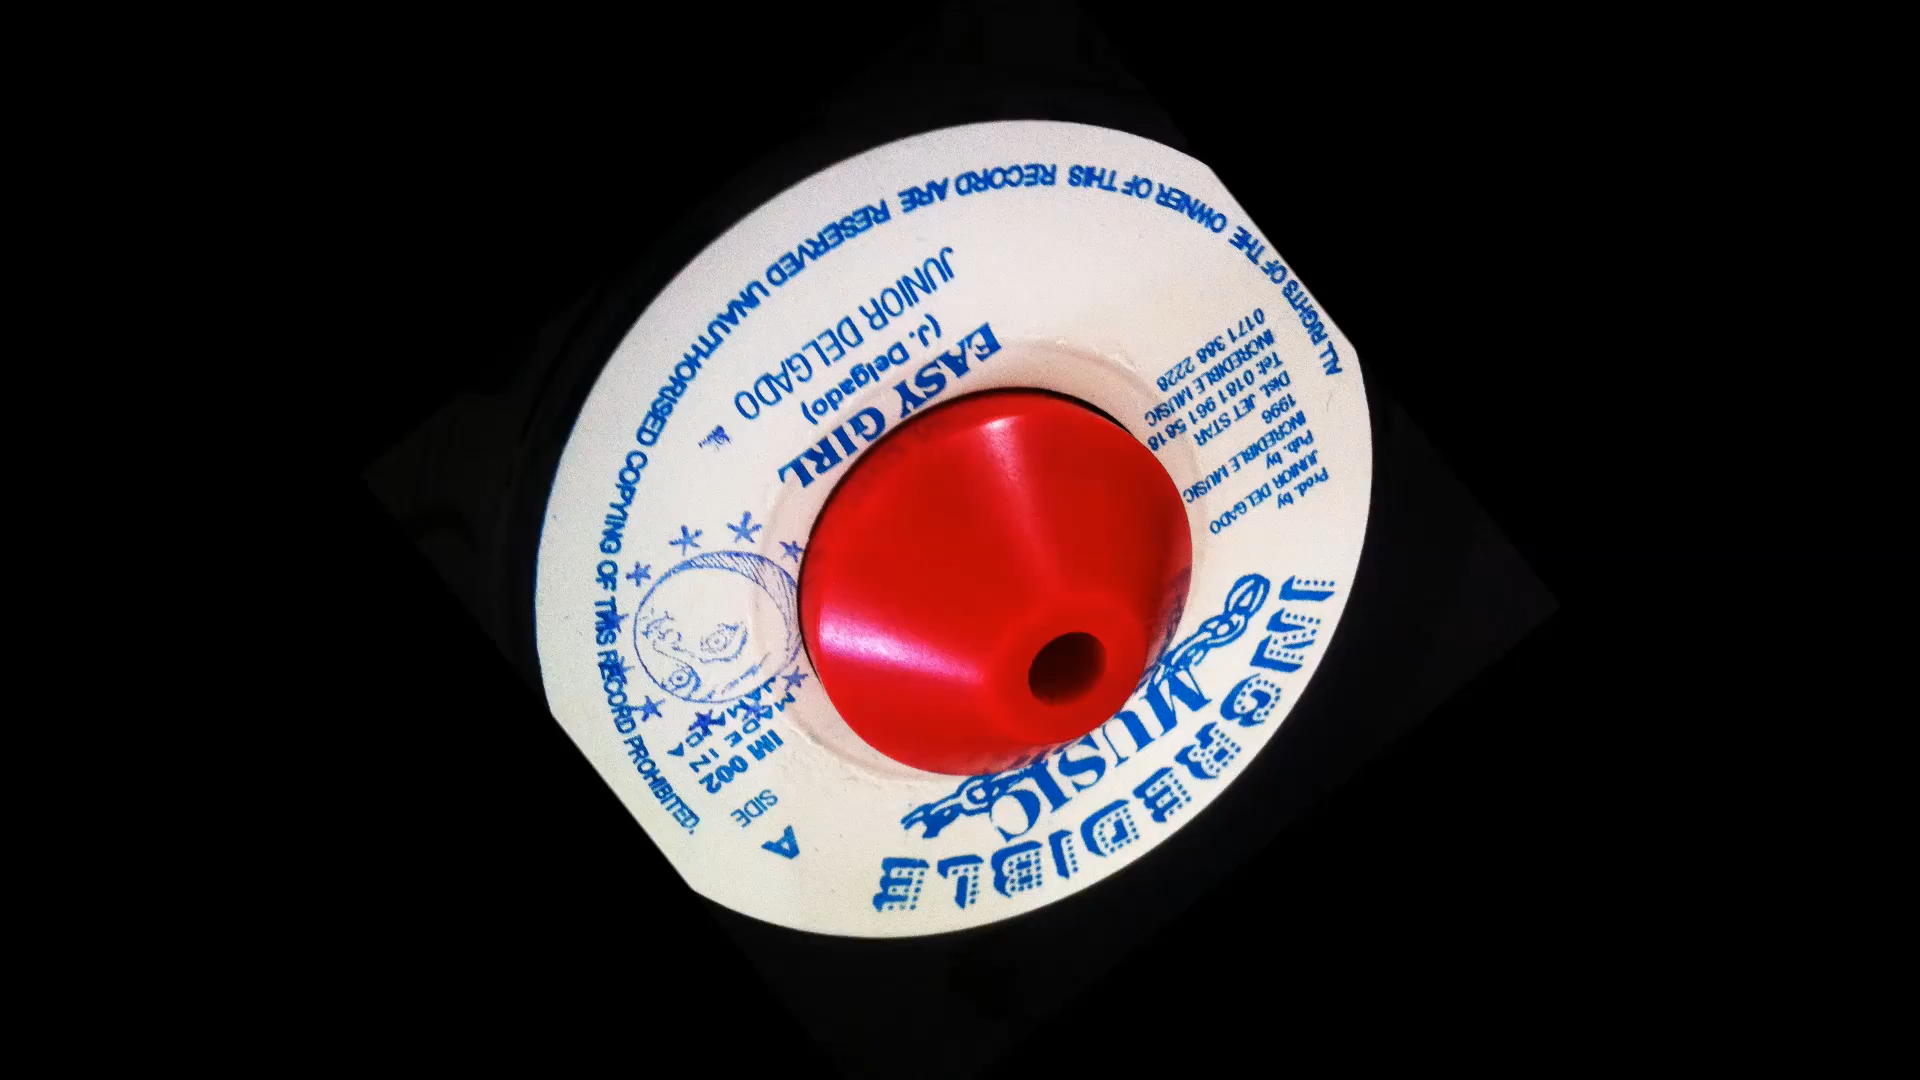 INCREDIBLE
MUSIC
Prod. by
JUNIOR DELGADO
Pub. by
INCREDIBLE MUSIC
1996
Dist. JET STAR
Tel: 0181 961 5818
INCREDIBLE MUSIC
0171 388 2228
A
SIDE
IM 002
EASY GIRL
(J. Delgado)
JUNIOR DELGADO
ALL RIGHTS OF THE OWNER OF THIS RECORD ARE RESERVED UNAUTHORISED COPYING OF THIS RECORD PROHIBITED.